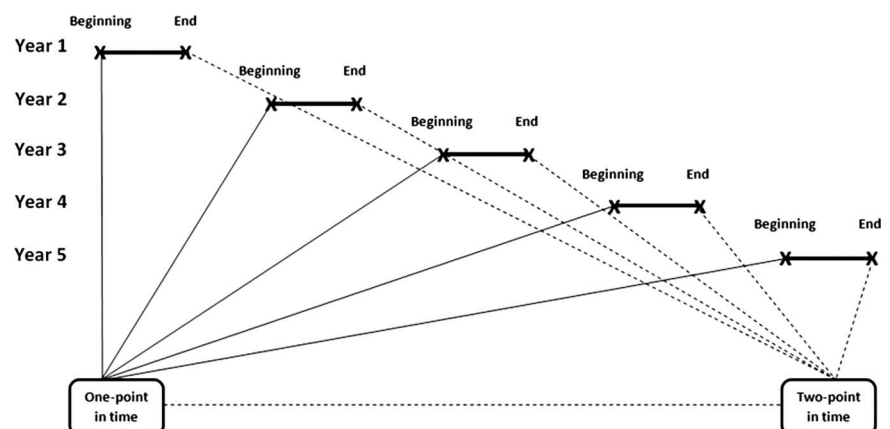 Beginning End
Year 1
Beginning End
Year 2
Beginning End
Year 3
Beginning End
Year 4
Beginning End
Year 5
One-point
in time
Two-point
in time